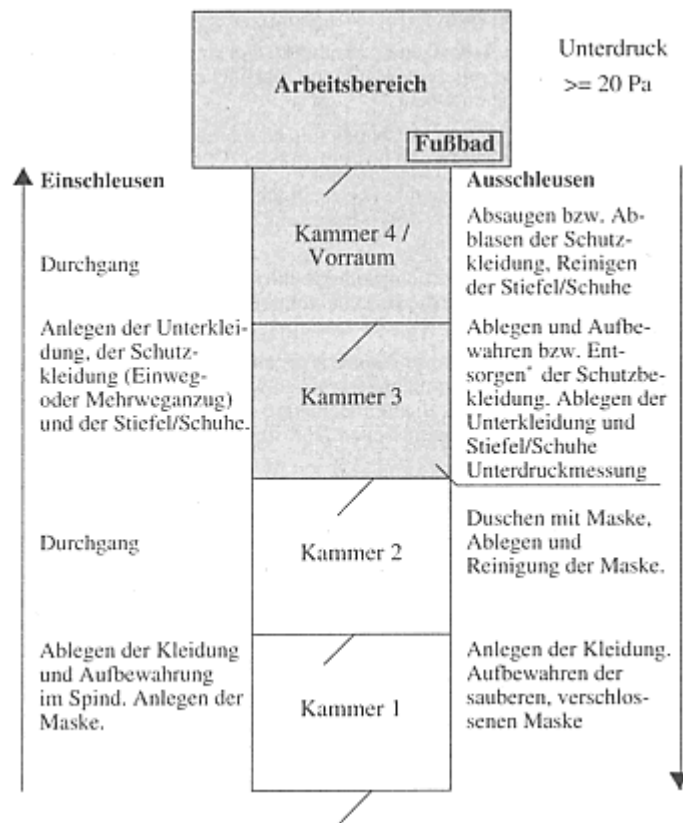 Arbeitsbereich
Fußbad
Unterdruck
>= 20 Pa
Einschleusen
Durchgang
Anlegen der Unterklei-
dung, der Schutz-
kleidung (Einweg-
oder Mehrweganzug)
und der Stiefel/Schuhe.
Durchgang
Ablegen der Kleidung
und Aufbewahrung
im Spind. Anlegen der
Maske.
Kammer 4 /
Vorraum
Kammer 3
Kammer 2
Kammer 1
Ausschleusen
Absaugen bzw. Ab-
blasen der Schutz-
kleidung, Reinigen
der Stiefel/Schuhe
Ablegen und Aufbe-
wahren bzw. Ent-
sorgen* der Schutzbe-
kleidung. Ablegen der
Unterkleidung und
Stiefel/Schuhe
Unterdruckmessung
Duschen mit Maske,
Ablegen und
Reinigung der Maske.
Anlegen der Kleidung.
Aufbewahren der
sauberen, verschlos-
senen Maske